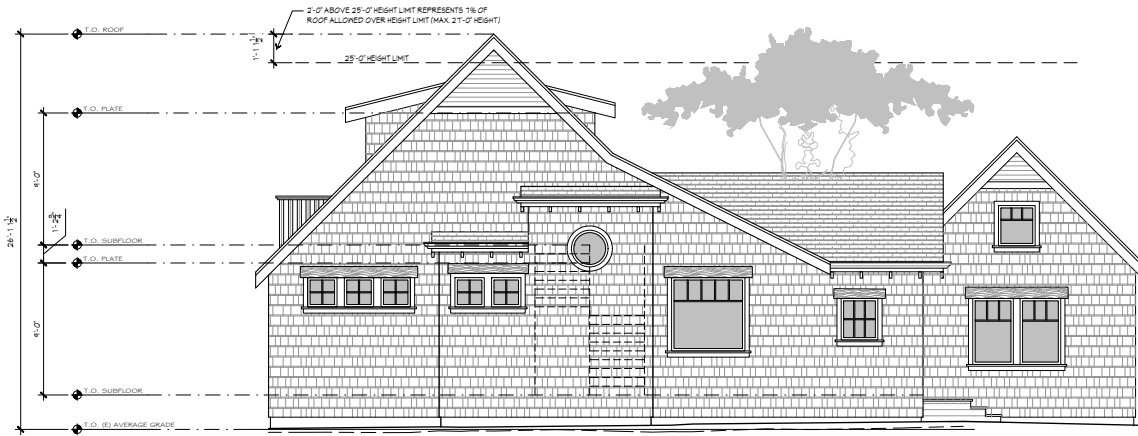 2'-0" ABOVE 25'-0" HEIGHT LIMIT REPRESENTS 7% OF
ROOF ALLOWED OVER HEIGHT LIMIT (MAX. 27'-0" HEIGHT)
T.O. ROOF
1'-1 1/2"
25'-0" HEIGHT LIMIT
T.O. PLATE
9'-0"
26'-1 1/2"
1'-2 3/4"
T.O. SUBFLOOR
T.O. PLATE
9'-0"
T.O. SUBFLOOR
T.O. (E) AVERAGE GRADE